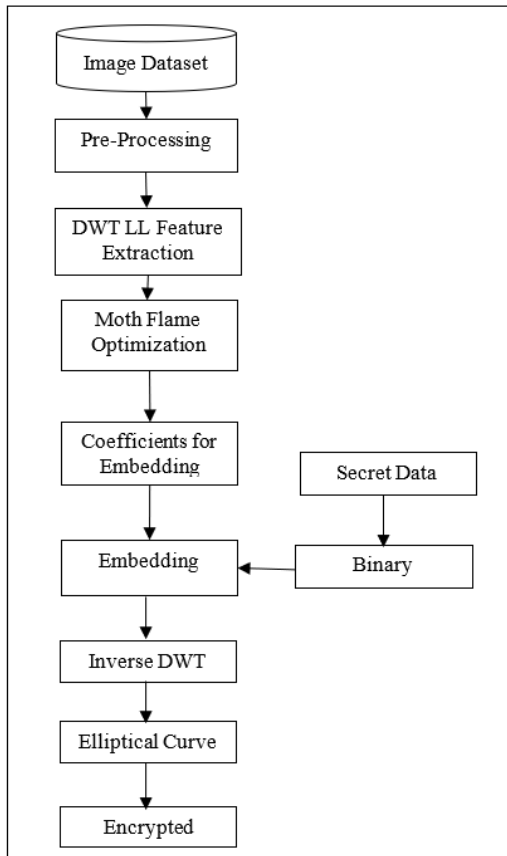 Image Dataset
Pre-Processing
DWT LL Feature
Extraction
Moth Flame
Optimization
Coefficients for
Embedding
Secret Data
Embedding
Binary
Inverse DWT
Elliptical Curve
Encrypted